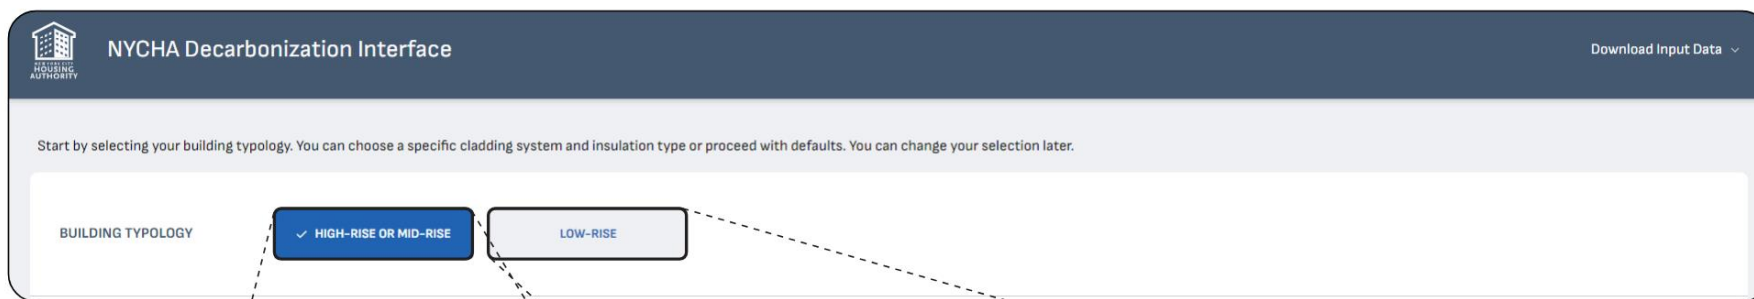 NEW YORK CITY
HOUSING
AUTHORITY
NYCHA Decarbonization Interface
Download Input Data
Start by selecting your building typology. You can choose a specific cladding system and insulation type or proceed with defaults. You can change your selection later.
BUILDING TYPOLOGY
HIGH-RISE OR MID-RISE
LOW-RISE